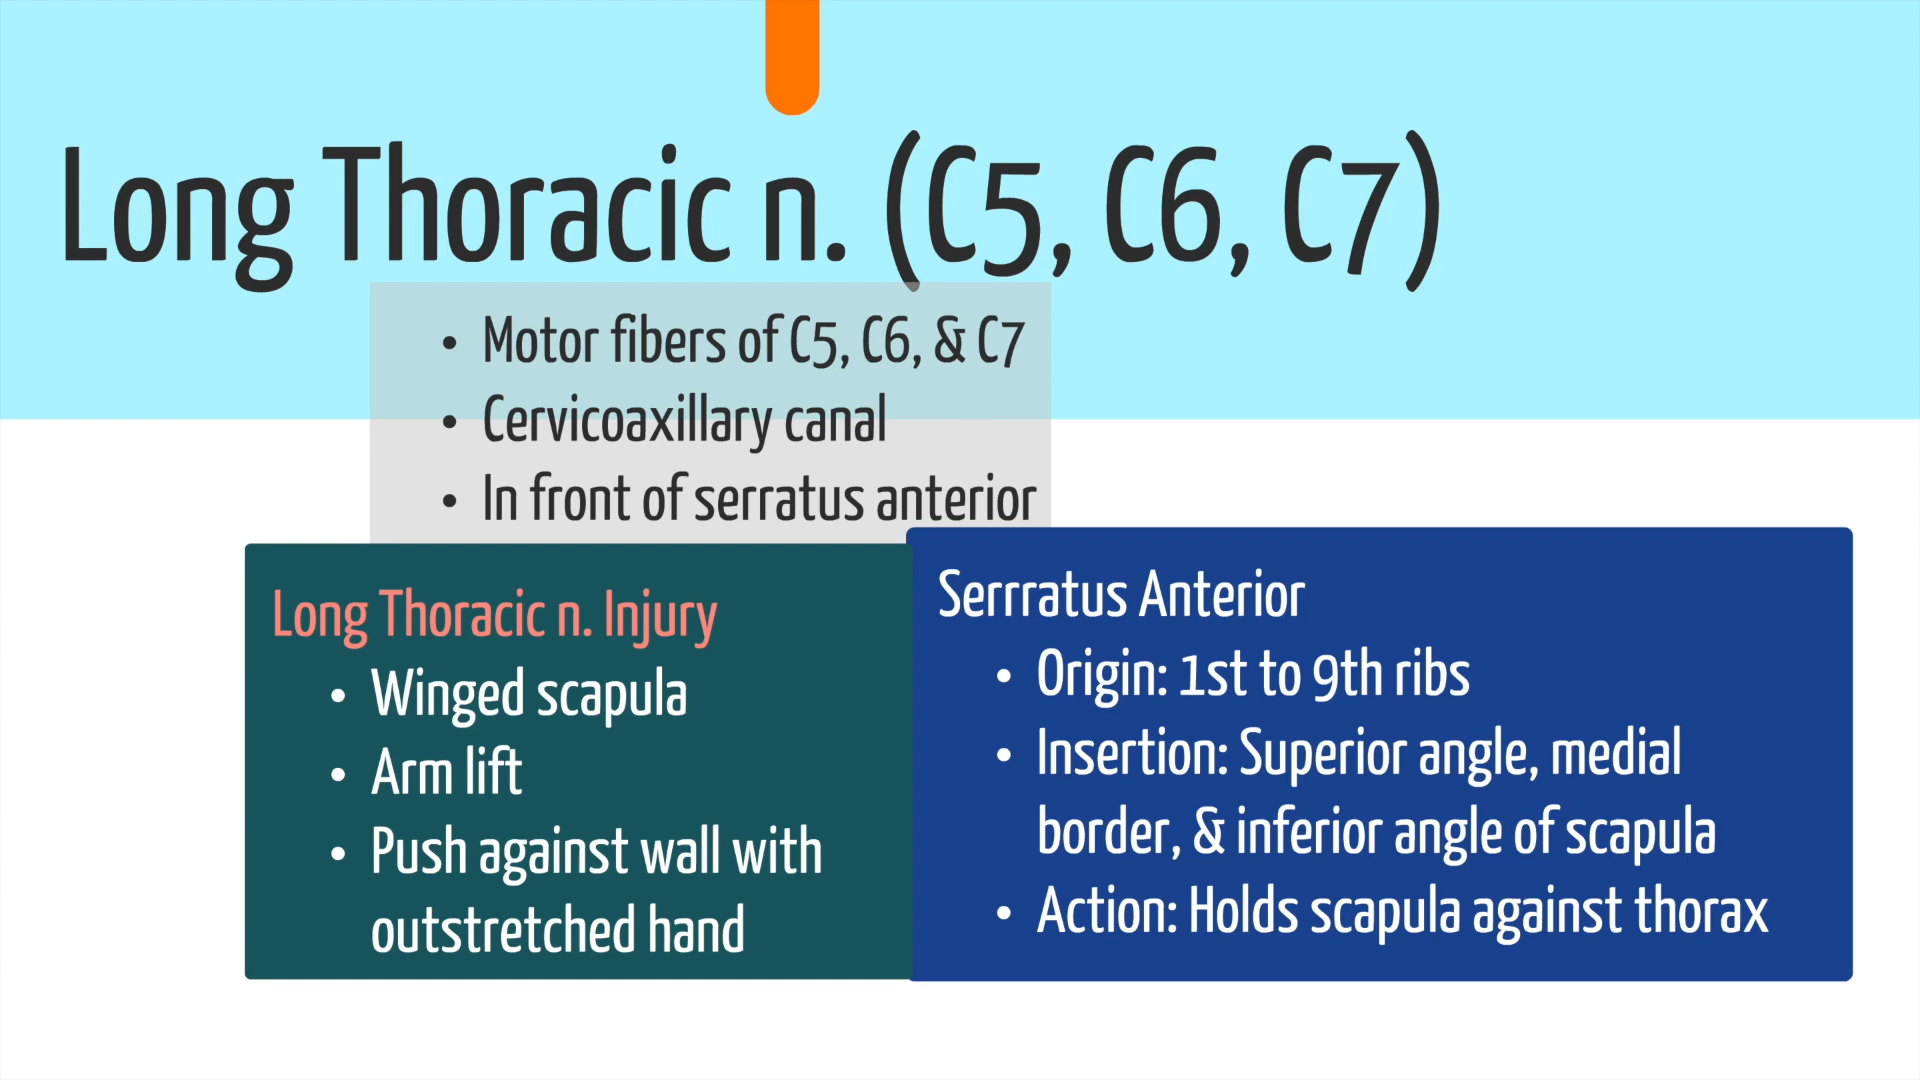 Long Thoracic n. (C5, C6, C7)
• Motor fibers of C5, C6, & C7
• Cervicoaxillary canal
• In front of serratus anterior
Long Thoracic n. Injury
• Winged scapula
• Arm lift
• Push against wall with
outstretched hand
Serrratus Anterior
• Origin: 1st to 9th ribs
• Insertion: Superior angle, medial
border, & inferior angle of scapula
• Action: Holds scapula against thorax